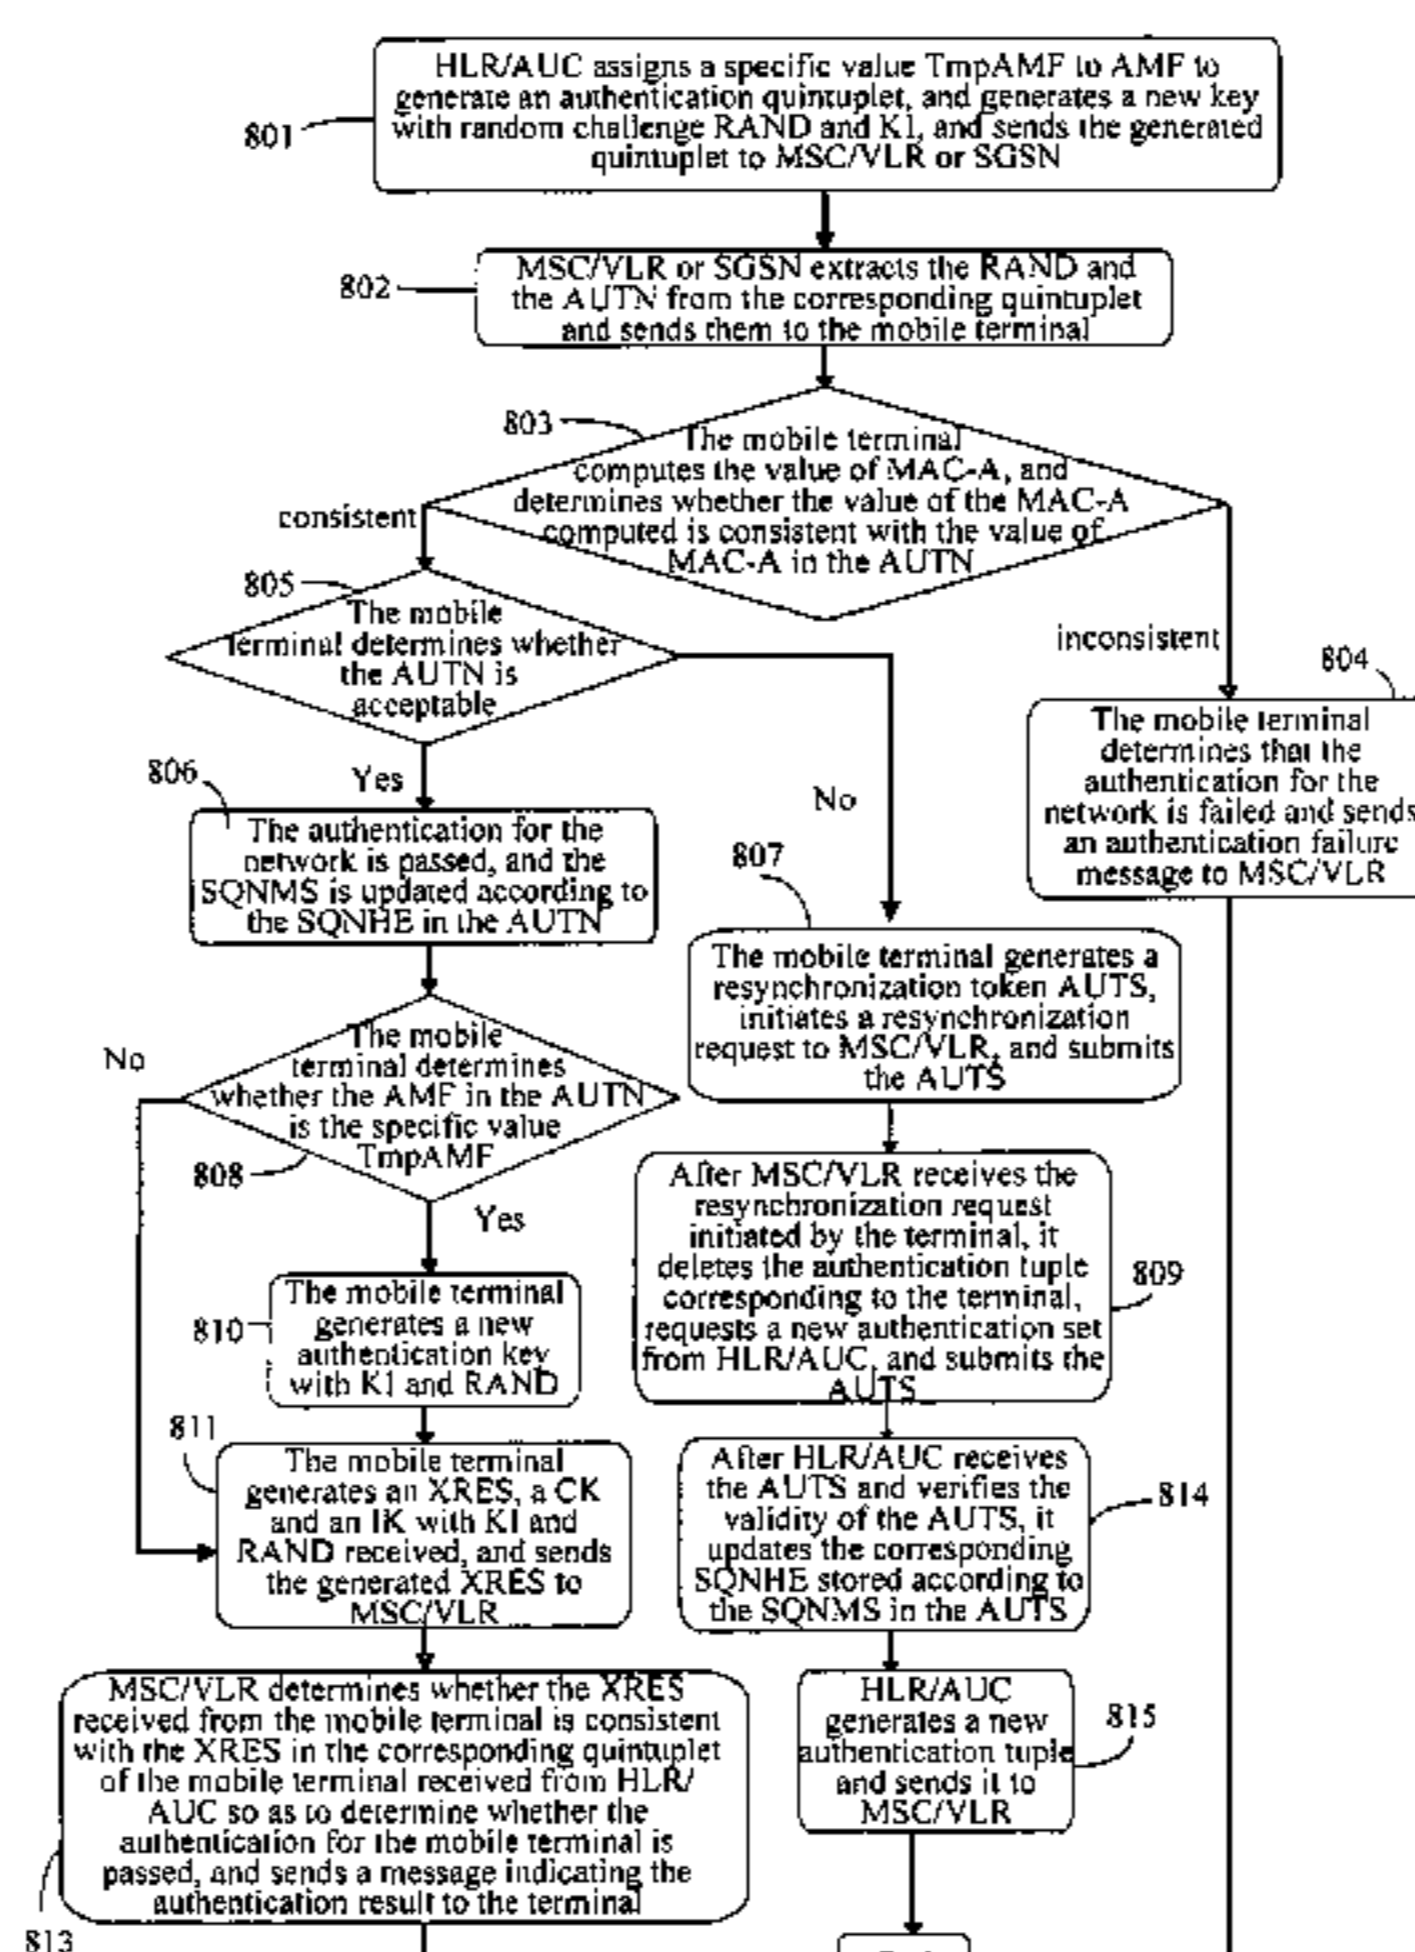 HLR/AUC assigns a specific value TmpAMF to AMF to
generate an authentication quintuplet, and generates a new key
with random challenge RAND and KI, and sends the generated
quintuplet to MSC/VLR or SGSN
801
MSC/VLR or SGSN extracts the RAND and
the AUTN from the corresponding quintuplet
and sends them to the mobile terminal
802
803
The mobile terminal
computes the value of MAC-A, and
determines whether the value of the MAC-A
computed is consistent with the value of
MAC-A in the AUTN
consistent
inconsistent
805
The mobile
terminal determines whether
the AUTN is
acceptable
804
The mobile terminal
determines that the
authentication for the
network is failed and sends
an authentication failure
message to MSC/VLR
Yes
No
806
The authentication for the
network is passed, and the
SQNMS is updated according to
the SQNHE in the AUTN
807
The mobile terminal generates a
resynchronization token AUTS,
initiates a resynchronization
request to MSC/VLR, and submits
the AUTS
No
The mobile
terminal determines
whether the AMF in the AUTN
is the specific value
TmpAMF
808
Yes
After MSC/VLR receives the
resynchronization request
initiated by the terminal, it
deletes the authentication tuple
corresponding to the terminal,
requests a new authentication set
from HLR/AUC, and submits the
AUTS
809
810
The mobile terminal
generates a new
authentication key
with KI and RAND
811
The mobile terminal
generates an XRES, a CK
and an IK with KI and
RAND received, and sends
the generated XRES to
MSC/VLR
After HLR/AUC receives
the AUTS and verifies the
validity of the AUTS, it
updates the corresponding
SQNHE stored according to
the SQNMS in the AUTS
814
MSC/VLR determines whether the XRES
received from the mobile terminal is consistent
with the XRES in the corresponding quintuplet
of the mobile terminal received from HLR/
AUC so as to determine whether the
authentication for the mobile terminal is
passed, and sends a message indicating the
authentication result to the terminal
813
HLR/AUC
generates a new
authentication tuple
and sends it to
MSC/VLR
815